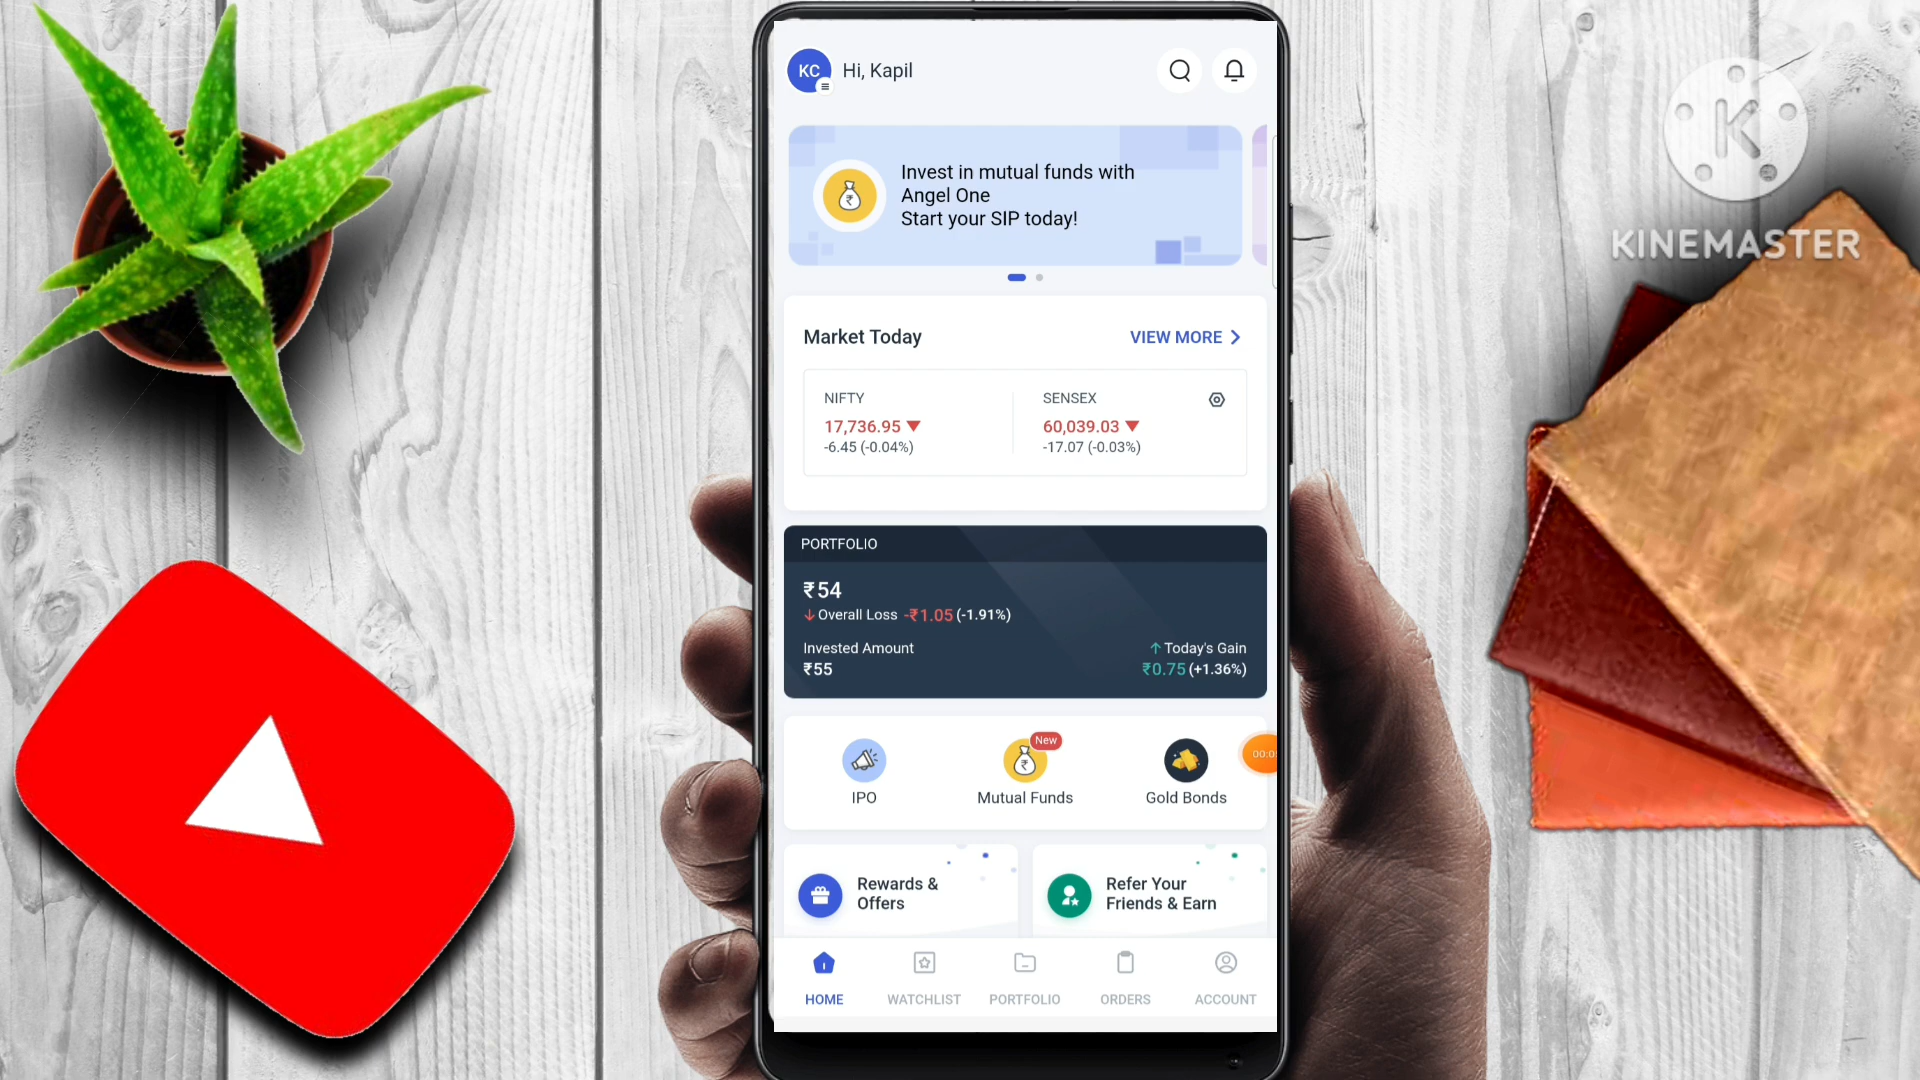 KC
Hi, Kapil
Invest in mutual funds with
Angel One
Start your SIP today!
Market Today
VIEW MORE
NIFTY
17,736.95
-6.45 (-0.04%)
SENSEX
60,039.03
-17.07 (-0.03%)
PORTFOLIO
₹54
Overall Loss -₹1.05 (-1.91%)
Invested Amount
₹55
Today's Gain
₹0.75 (+1.36%)
New
IPO
Mutual Funds
Gold Bonds
Rewards &
Offers
Refer Your
Friends & Earn
HOME
WATCHLIST
PORTFOLIO
ORDERS
ACCOUNT
K
KINEMASTER